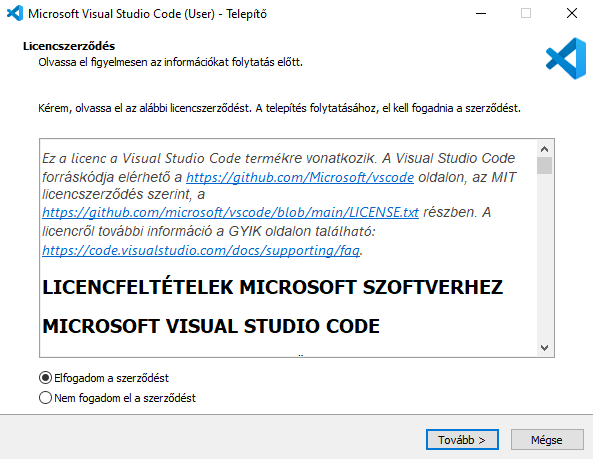 Microsoft Visual Studio Code (User) - Telepítő
Licencszerződés
Olvassa el figyelmesen az információkat folytatás előtt.
Kérem, olvassa el az alábbi licencszerződést. A telepítés folytatásához, el kell fogadnia a szerződést.
Ez a licenc a Visual Studio Code termékre vonatkozik. A Visual Studio Code
forráskódja elérhető a https://github.com/Microsoft/vscode oldalon, az MIT
licencszerződés szerint, a
https://github.com/microsoft/vscode/blob/main/LICENSE.txt részben. A
licencről további információ a GYIK oldalon található:
https://code.visualstudio.com/docs/supporting/faq.
LICENCFELTÉTELEK MICROSOFT SZOFTVERHEZ
MICROSOFT VISUAL STUDIO CODE
Elfogadom a szerződést
Nem fogadom el a szerződést
Tovább >
Mégse